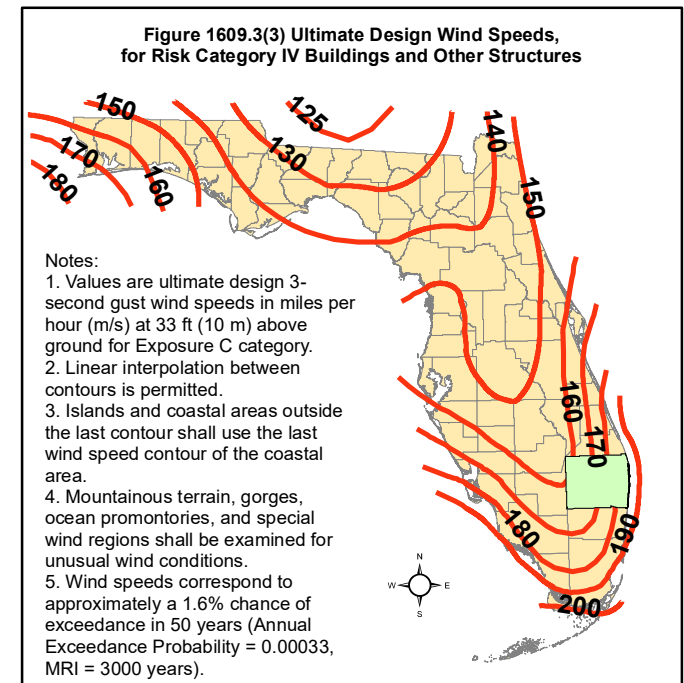 Figure 1609.3(3) Ultimate Design Wind Speeds,
for Risk Category IV Buildings and Other Structures
150
125
140
170
130
180
160
150
Notes:
1. Values are ultimate design 3-
second gust wind speeds in miles per
hour (m/s) at 33 ft (10 m) above
ground for Exposure C category.
2. Linear interpolation between
contours is permitted.
3. Islands and coastal areas outside
the last contour shall use the last
wind speed contour of the coastal
area.
4. Mountainous terrain, gorges,
ocean promontories, and special
wind regions shall be examined for
unusual wind conditions.
5. Wind speeds correspond to
approximately a 1.6% chance of
exceedance in 50 years (Annual
Exceedance Probability = 0.00033,
MRI = 3000 years).
160
170
180
190
200
N
W E
S